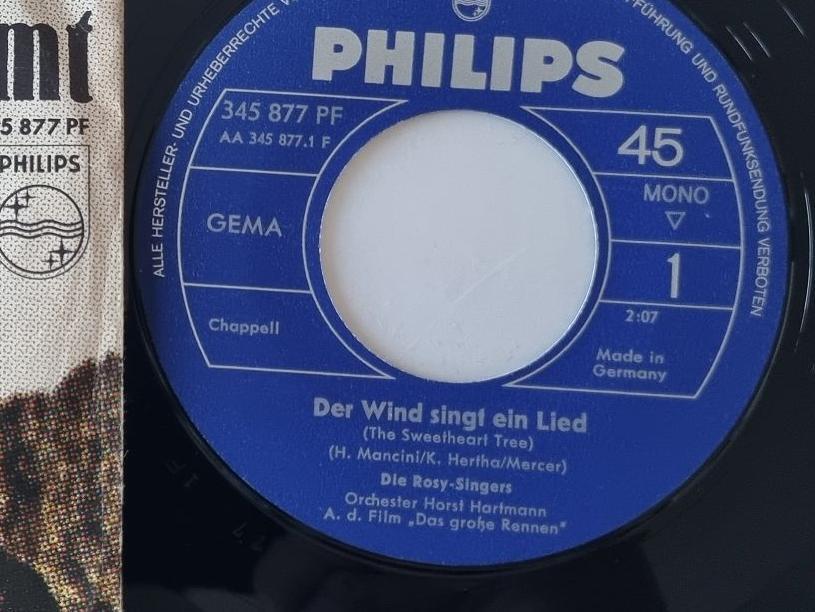 mt
5 877 PF
PHILIPS
ALLE HERSTELLER- UND URHEBERRECHTE
FFÜHRUNG UND RUNDFUNKSENDUNG VERBOTEN
PHILIPS
345 877 PF
AA 345 877.1 F
GEMA
Chappell
45
MONO
1
2:07
Made in
Germany
Der Wind singt ein Lied
(The Sweetheart Tree)
(H. Mancini/K. Hertha/Mercer)
Die Rosy-Singers
Orchester Horst Hartmann
A. d. Film „Das große Rennen"